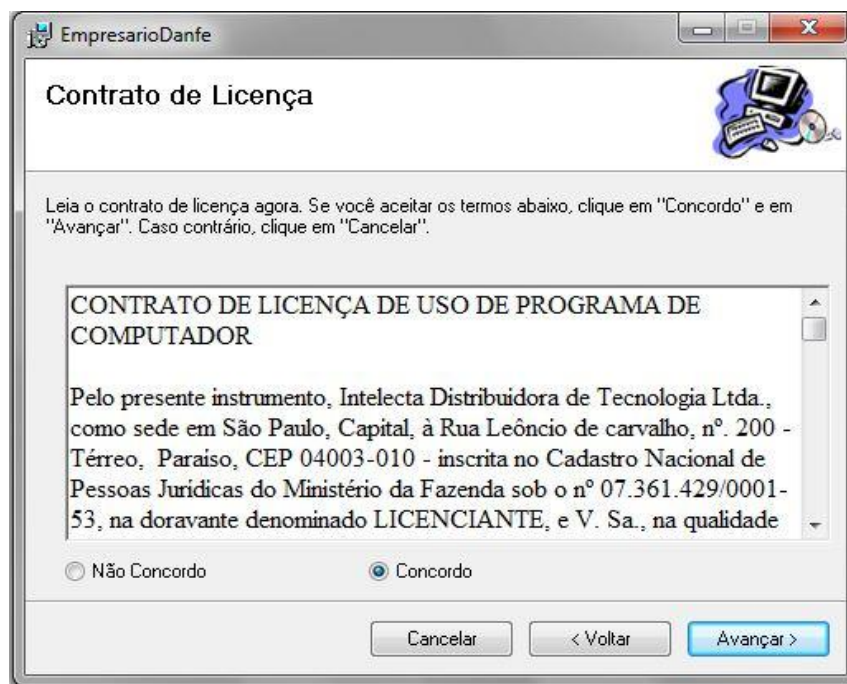 EmpresarioDanfe
Contrato de Licença
Leia o contrato de licença agora. Se você aceitar os termos abaixo, clique em "Concordo" e em
"Avançar". Caso contrário, clique em "Cancelar".
CONTRATO DE LICENÇA DE USO DE PROGRAMA DE
COMPUTADOR
Pelo presente instrumento, Intelecta Distribuidora de Tecnologia Ltda.,
como sede em São Paulo, Capital, à Rua Leôncio de carvalho, nº. 200 -
Térreo, Paraiso, CEP 04003-010 - inscrita no Cadastro Nacional de
Pessoas Jurídicas do Ministério da Fazenda sob o nº 07.361.429/0001-
53, na doravante denominado LICENCIANTE, e V. Sa., na qualidade
Não Concordo
Concordo
Cancelar
< Voltar
Avançar >